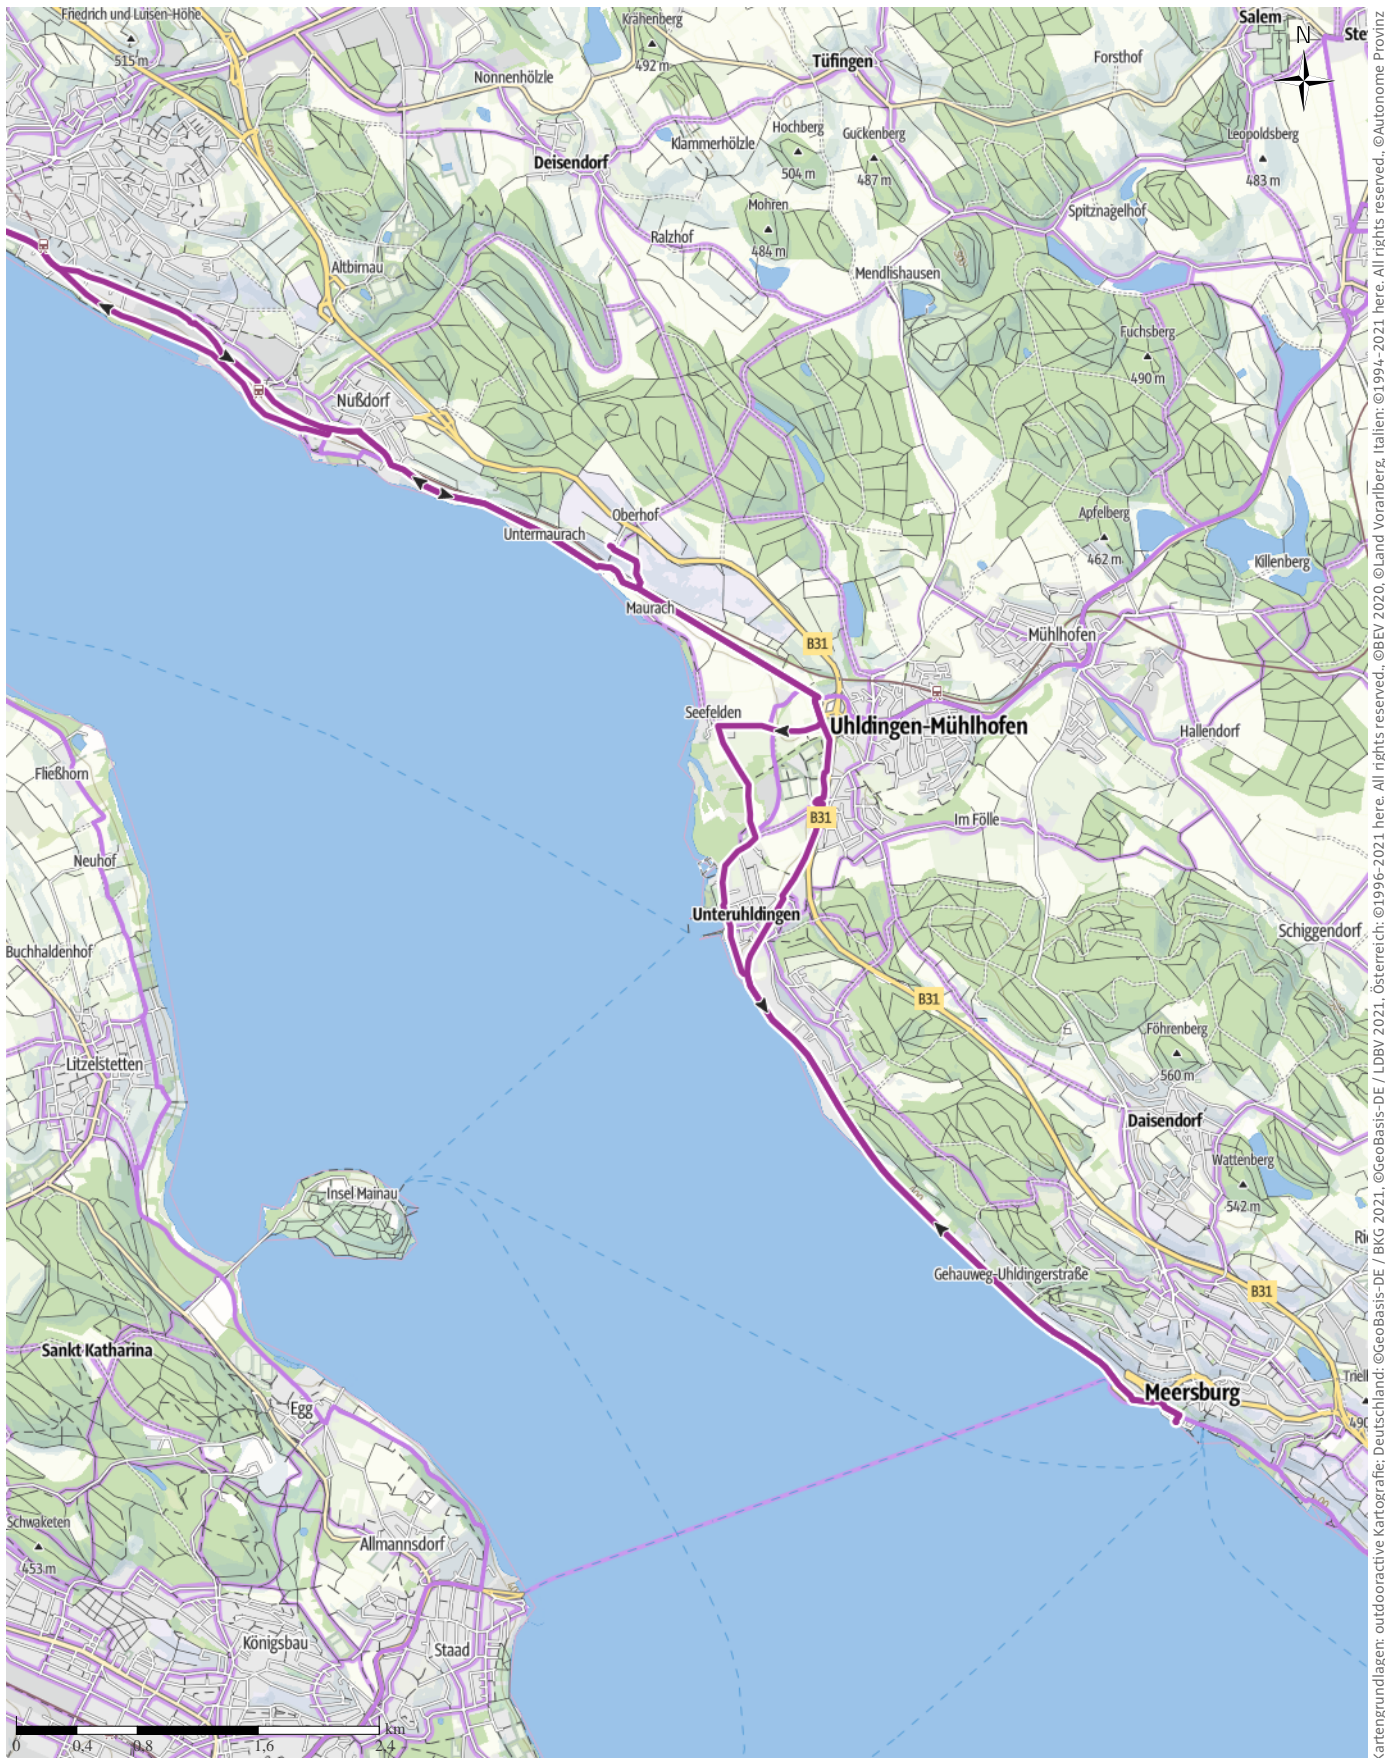 Friedrich und Luisen-Höhe
515 m
Krähenberg
492 m
Nonnenhölzle
Tüfingen
Forsthof
Salem
N
Ste
Klammerhölzle
Hochberg
504 m
Guckenberg
487 m
Leopoldsberg
483 m
Deisendorf
Mohren
484 m
Spitznagelhof
Ralzhof
Altbirnau
Mendlishausen
500
Fuchsberg
490 m
Nußdorf
Oberhof
Untermaurach
Apfelberg
462 m
Killenberg
Maurach
B31
Mühlhofen
Seefelden
Uhldingen-Mühlhofen
Hallendorf
Fließhorn
B31
Im Fölle
Neuhof
Unteruhldingen
Schiggendorf
Buchhaldenhof
B31
Föhrenberg
560 m
Litzelstetten
Daisendorf
Wattenberg
542 m
Insel Mainau
400
Gehauweg-Uhldingerstraße
B31
Sankt Katharina
Meersburg
Egg
Schwaketen
453 m
Allmannsdorf
Königsbau
Staad
km
0
0,4
0,8
1,6
2,4
Kartengrundlagen: outdooractive Kartografie; Deutschland: ©GeoBasis-DE / BKG 2021, ©GeoBasis-DE / LDBV 2021, Österreich: ©1996-2021 here. All rights reserved., ©BEV 2020, ©Land Vorarlberg, Italien: ©1994-2021 here. All rights reserved., ©Autonome Provinz